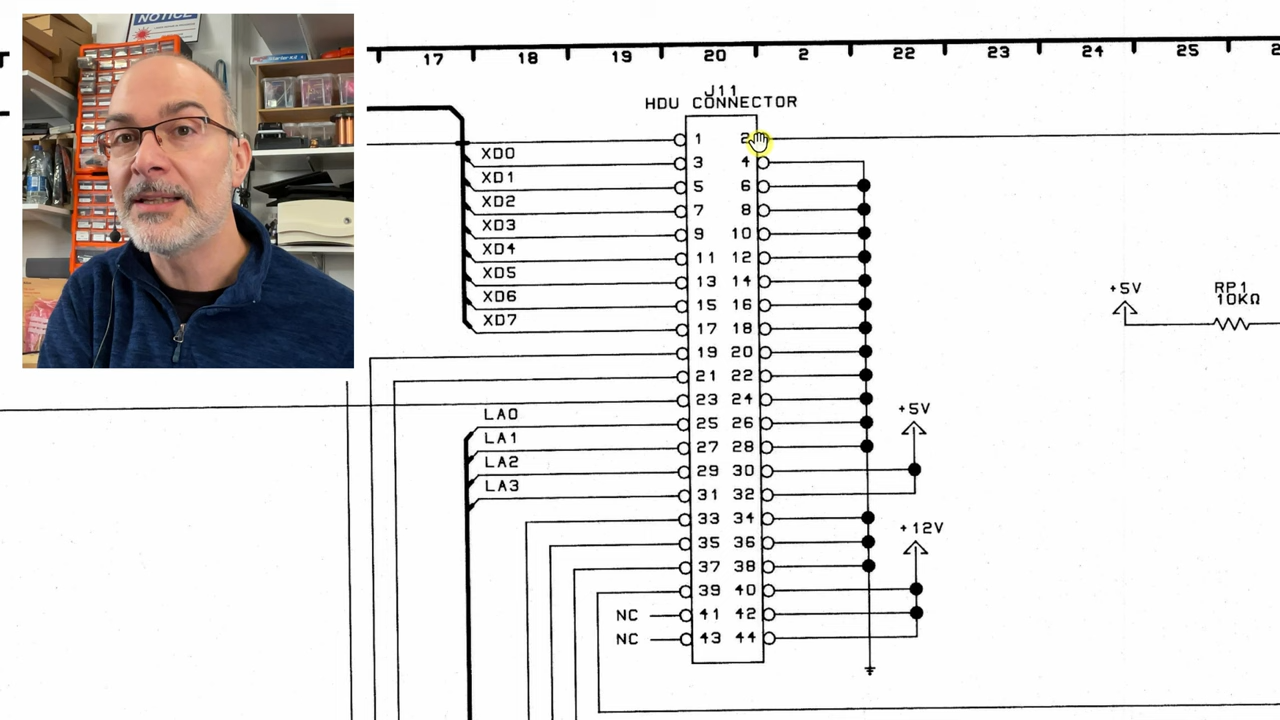 NOTICE
17 18 19 20 2 22 23 24 25 2
J11
HDU CONNECTOR
1 2
XD0
3 4
XD1
5 6
XD2
7 8
XD3
9 10
XD4
11 12
XD5
13 14
XD6
15 16
XD7
17 18
19 20
21 22
23 24
LA0
25 26
LA1
27 28
LA2
29 30
LA3
31 32
33 34
35 36
37 38
39 40
NC 41 42
NC 43 44
+5V
+12V
+5V
RP1
10KΩ